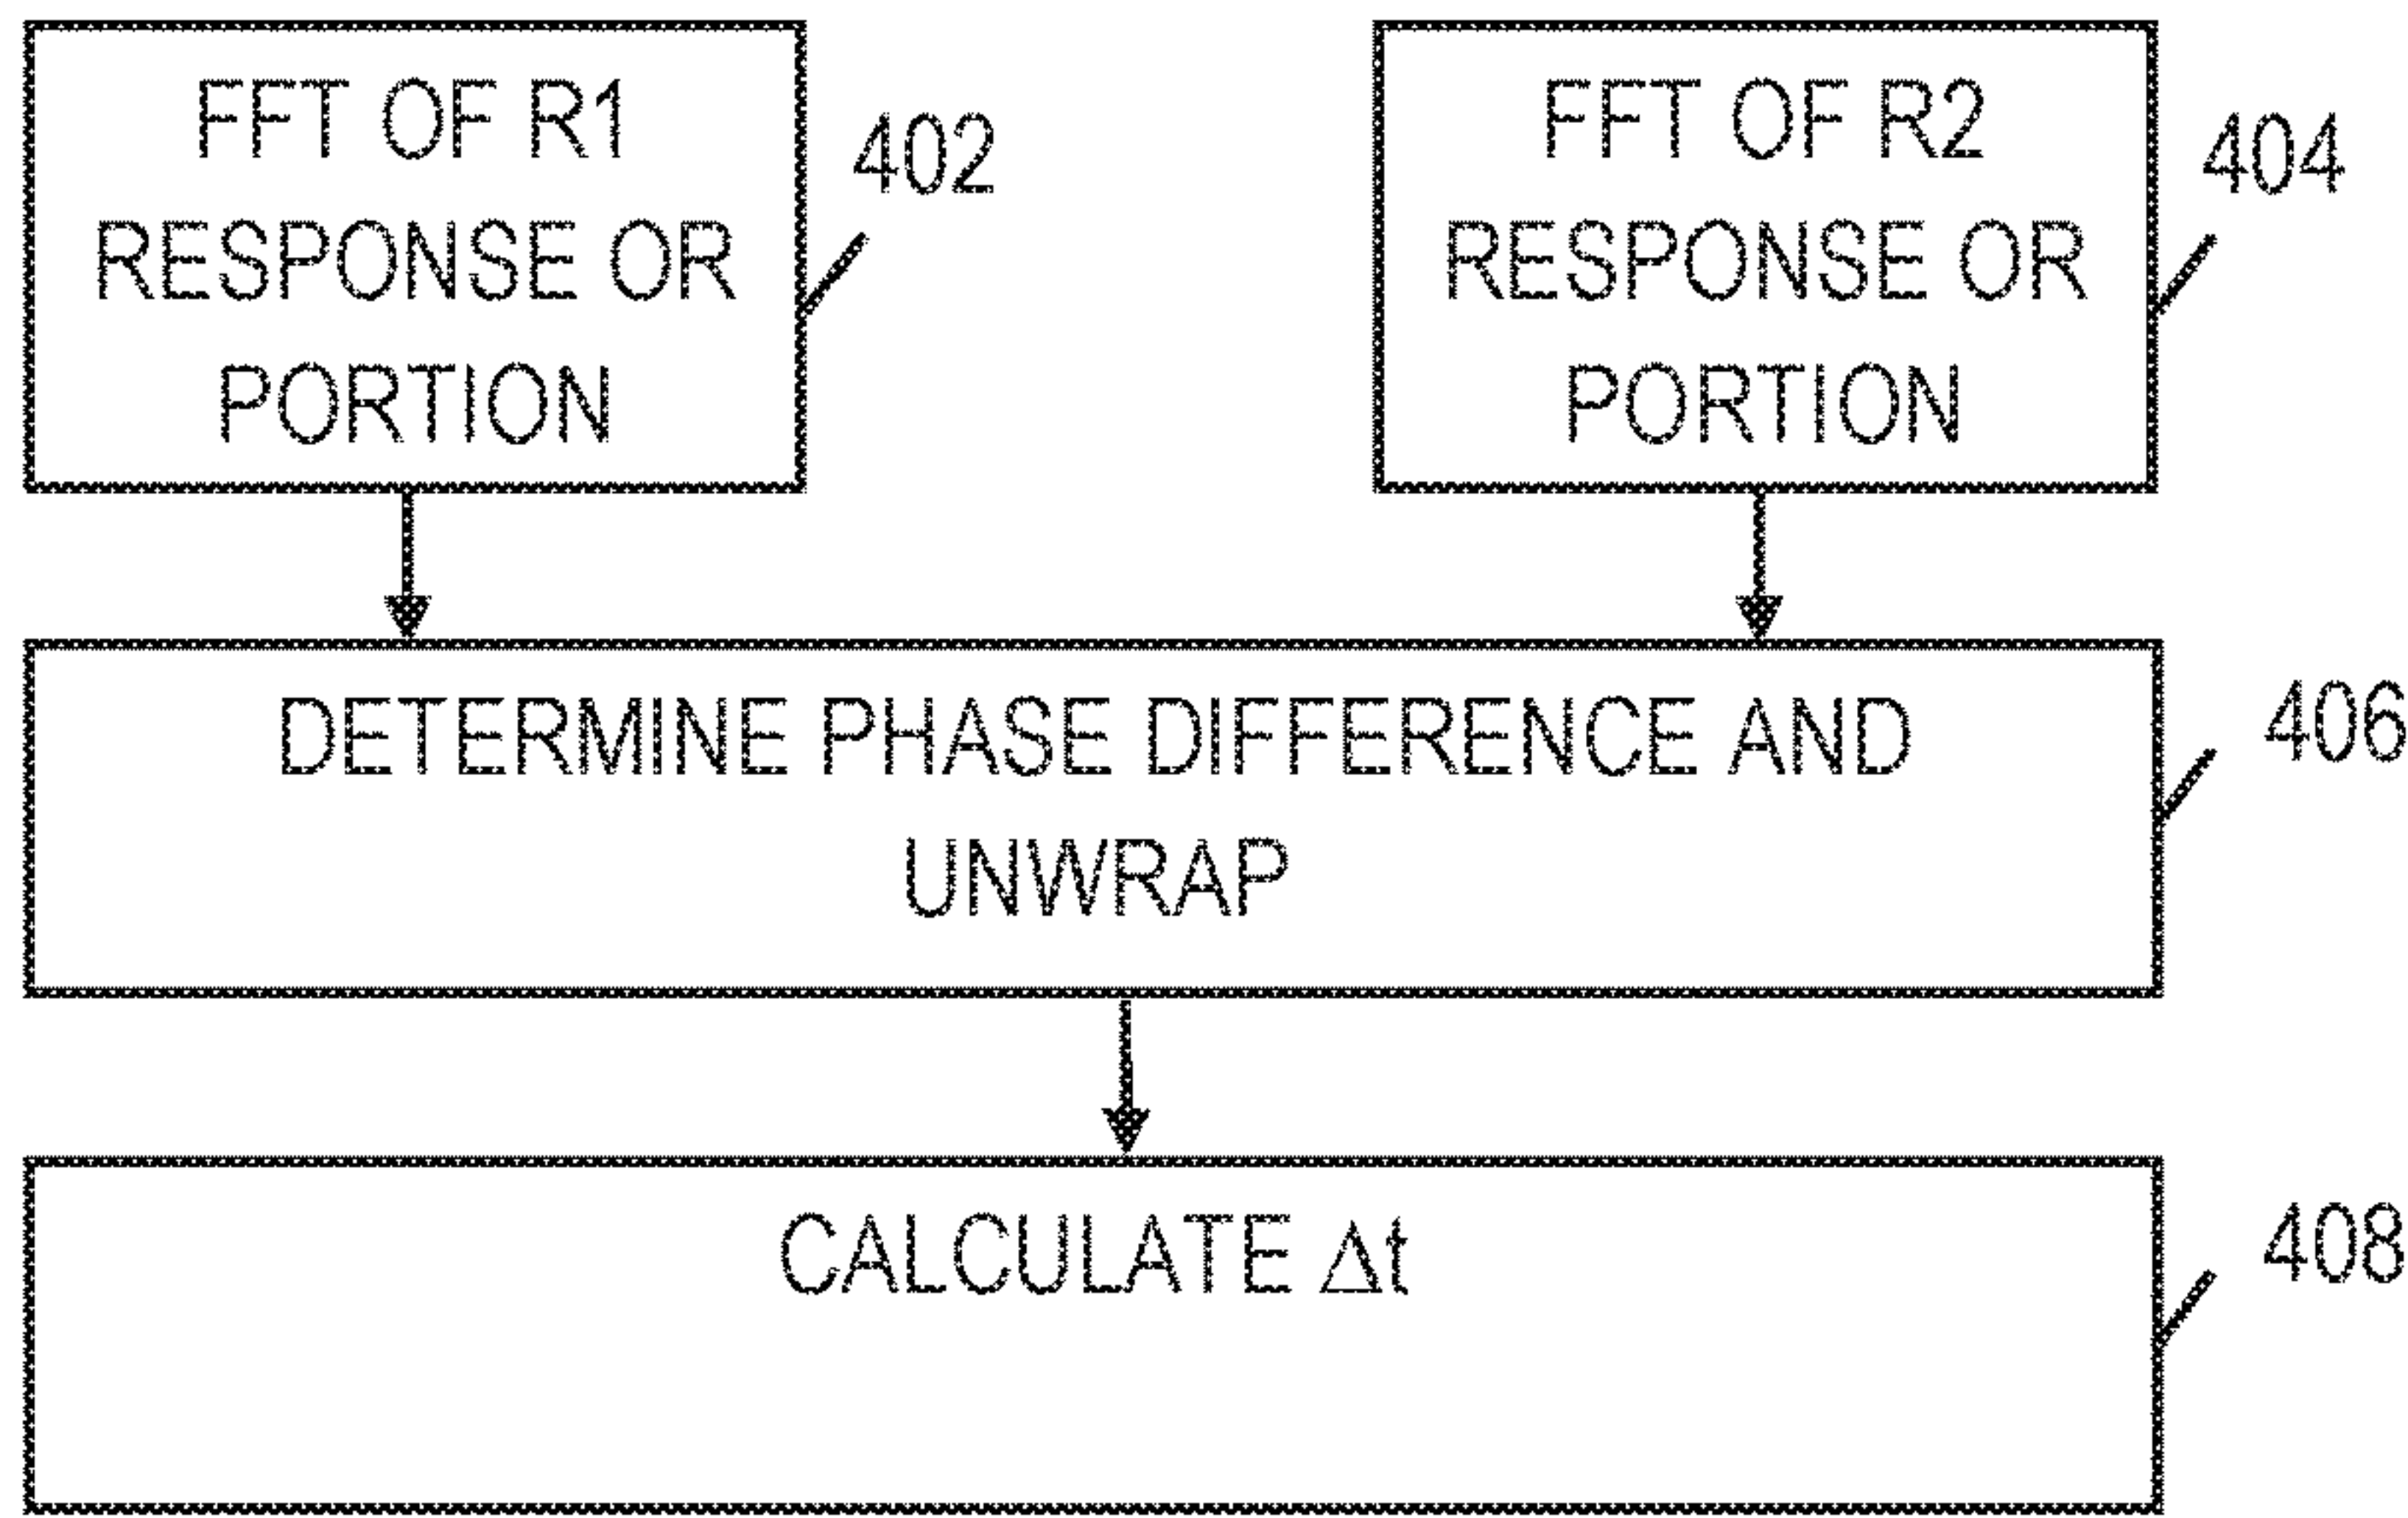 FFT OF R1
RESPONSE OR
PORTION
402
FFT OF R2
RESPONSE OR
PORTION
404
DETERMINE PHASE DIFFERENCE AND
UNWRAP
406
CALCULATE Δt
408